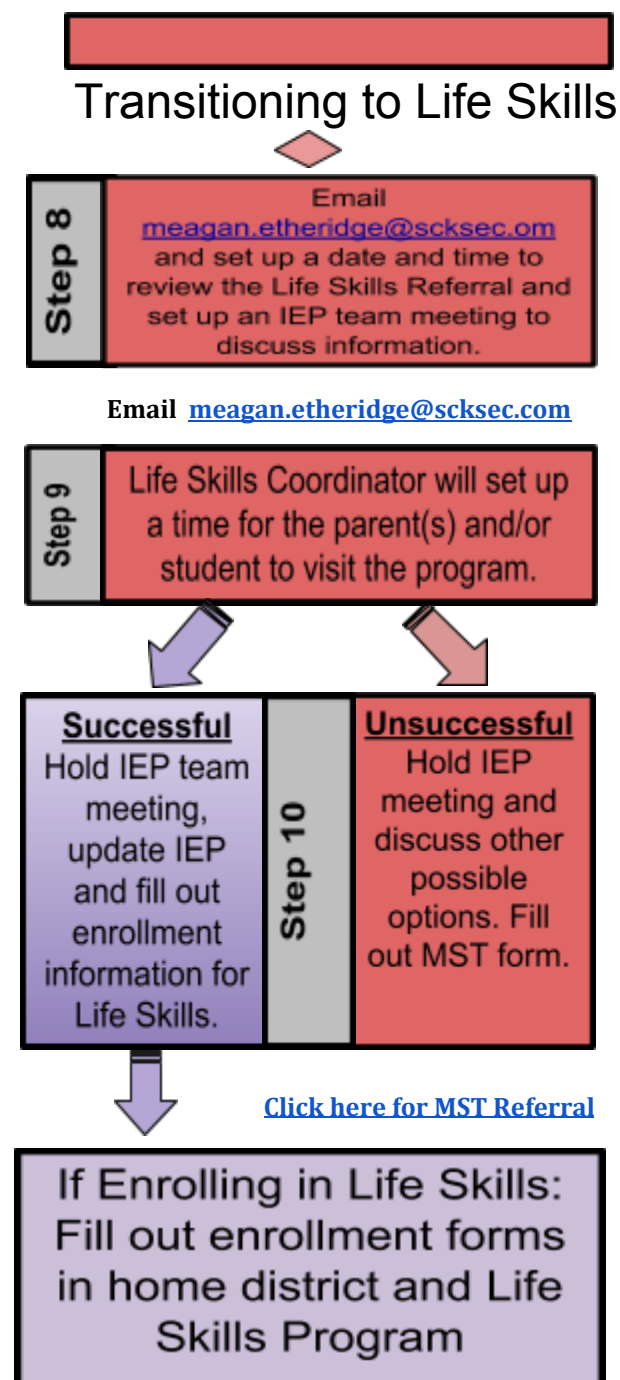 Transitioning to Life Skills
Step 8
Email
meagan.etheridge@scksec.om
and set up a date and time to
review the Life Skills Referral and
set up an IEP team meeting to
discuss information.
Email meagan.etheridge@scksec.com
Step 9
Life Skills Coordinator will set up
a time for the parent(s) and/or
student to visit the program.
Successful
Hold IEP team
meeting,
update IEP
and fill out
enrollment
information for
Life Skills.
Step 10
Unsuccessful
Hold IEP
meeting and
discuss other
possible
options. Fill
out MST form.
Click here for MST Referral
If Enrolling in Life Skills:
Fill out enrollment forms
in home district and Life
Skills Program